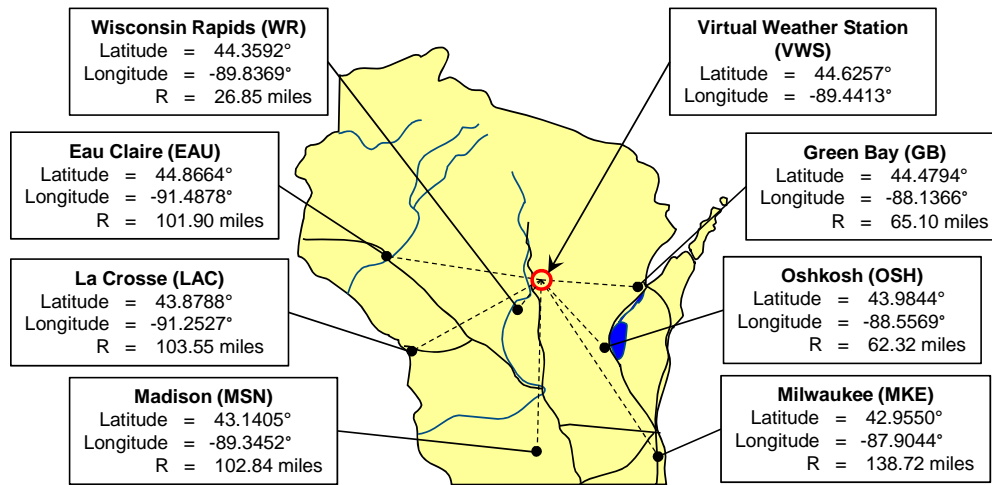 Wisconsin Rapids (WR)
Latitude = 44.3592°
Longitude = -89.8369°
R = 26.85 miles
Virtual Weather Station
(VWS)
Latitude = 44.6257°
Longitude = -89.4413°
Eau Claire (EAU)
Latitude = 44.8664°
Longitude = -91.4878°
R = 101.90 miles
Green Bay (GB)
Latitude = 44.4794°
Longitude = -88.1366°
R = 65.10 miles
La Crosse (LAC)
Latitude = 43.8788°
Longitude = -91.2527°
R = 103.55 miles
Oshkosh (OSH)
Latitude = 43.9844°
Longitude = -88.5569°
R = 62.32 miles
Madison (MSN)
Latitude = 43.1405°
Longitude = -89.3452°
R = 102.84 miles
Milwaukee (MKE)
Latitude = 42.9550°
Longitude = -87.9044°
R = 138.72 miles